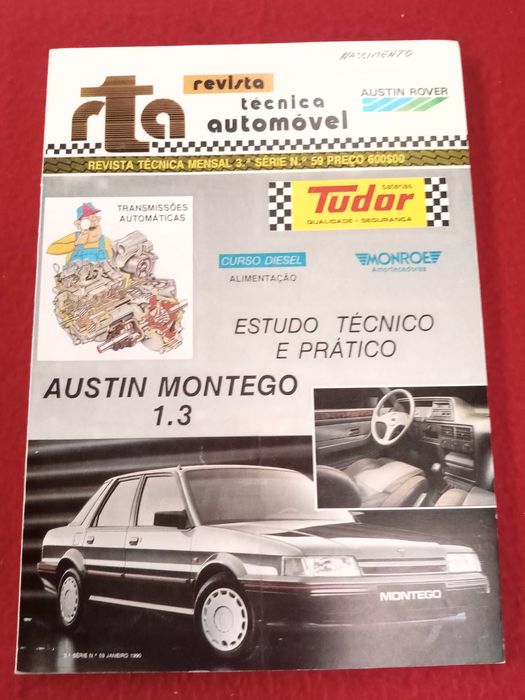 NASCIMENTO
rta
revista
técnica
automóvel
AUSTIN ROVER
REVISTA TÉCNICA MENSAL 3.ª SÉRIE N.º 59 PREÇO 600$00
TRANSMISSÕES
AUTOMÁTICAS
baterias
Tudor
QUALIDADE - SEGURANÇA
CURSO DIESEL
ALIMENTAÇÃO
MONROE
Amortecedores
ESTUDO TÉCNICO
E PRÁTICO
AUSTIN MONTEGO
1.3
MONTEGO
3.ª SÉRIE N.º 59 JANEIRO 1990